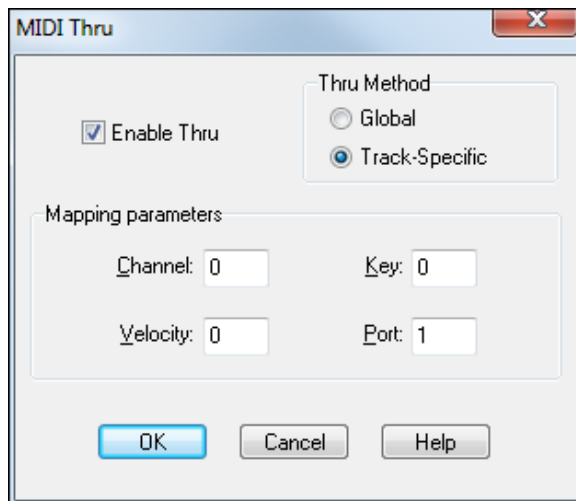 MIDI Thru
Thru Method
Enable Thru
Global
Track-Specific
Mapping parameters
Channel: 0 Key: 0
Velocity: 0 Port: 1
OK Cancel Help